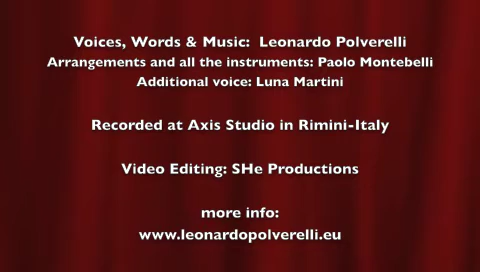 Voices, Words & Music:  Leonardo Polverelli
Arrangements and all the instruments: Paolo Montebelli
Additional voice: Luna Martini
Recorded at Axis Studio in Rimini-Italy
Video Editing: SHe Productions
more info:
www.leonardopolverelli.eu